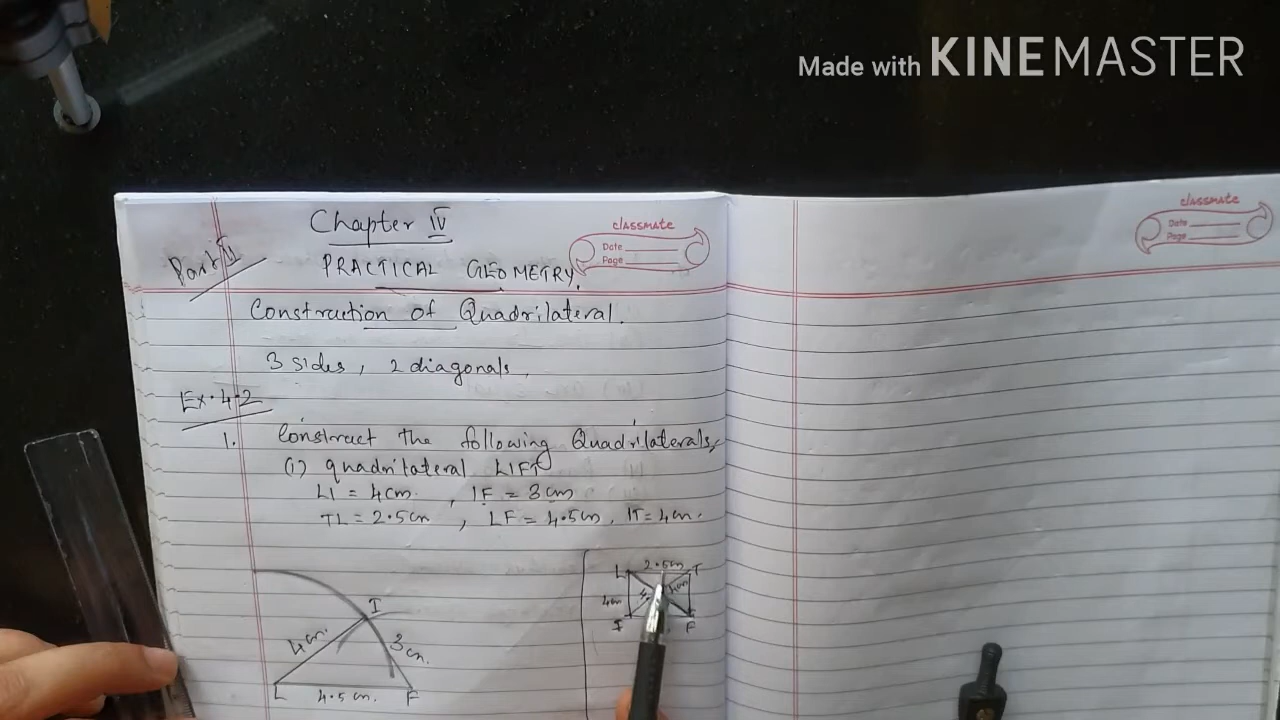 Made with KINEMASTER
Chapter IV
classmate
Date
Page
Part II
PRACTICAL GEOMETRY.
Construction of Quadrilateral.
3 sides, 2 diagonals,
Ex. 4.2
1. Construct the following Quadrilaterals,
(i) quadrilateral LIFT
LI = 4cm. , IF = 3cm
TL = 2.5cm , LF = 4.5cm, IT = 4cm.
L 2.5cm T
4cm 4cm
I F
I
4cm. 3cm.
L 4.5cm. F
classmate
Date
Page